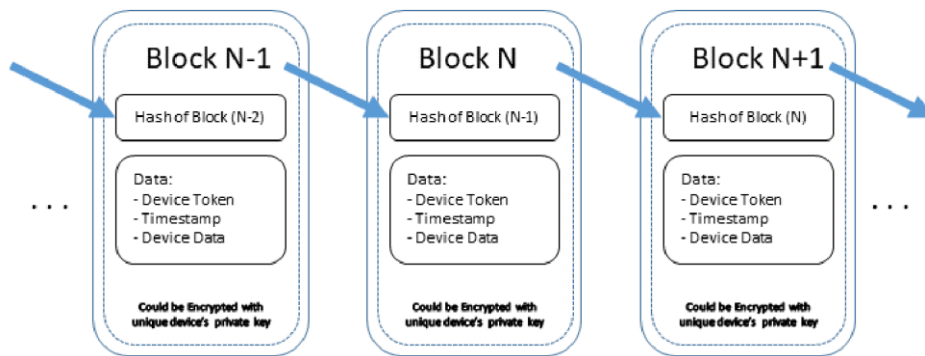 Block N-1
Hash of Block (N-2)
Data:
- Device Token
- Timestamp
- Device Data
Could be Encrypted with
unique device's private key
Block N
Hash of Block (N-1)
Data:
- Device Token
- Timestamp
- Device Data
Could be Encrypted with
unique device's private key
Block N+1
Hash of Block (N)
Data:
- Device Token
- Timestamp
- Device Data
Could be Encrypted with
unique device's private key
. . .
. . .